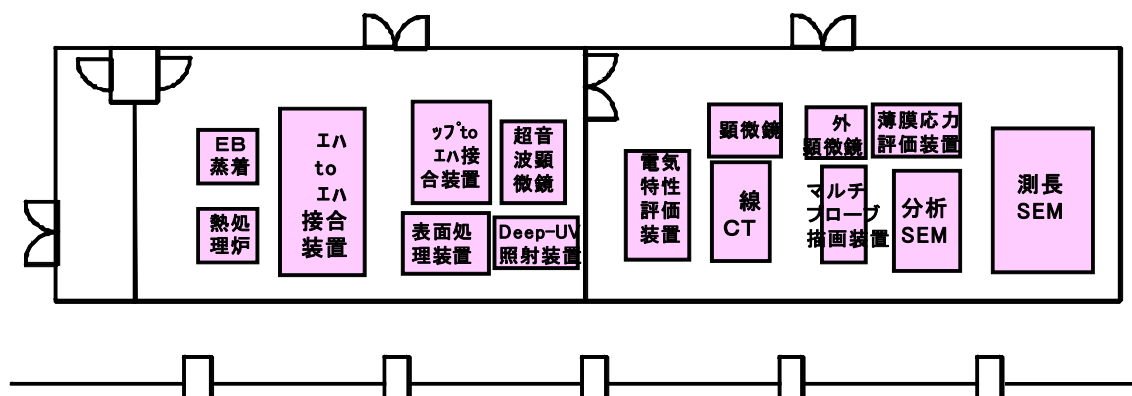 EB
蒸着
熱処
理炉
ｴﾊ
to
ｴﾊ
接合
装置
ｯﾌﾟto
ｴﾊ接
合装置
超音
波顕
微鏡
表面処
理装置
Deep-UV
照射装置
電気
特性
評価
装置
顕微鏡
線
CT
外
顕微鏡
マルチ
プローブ
描画装置
薄膜応力
評価装置
分析
SEM
測長
SEM